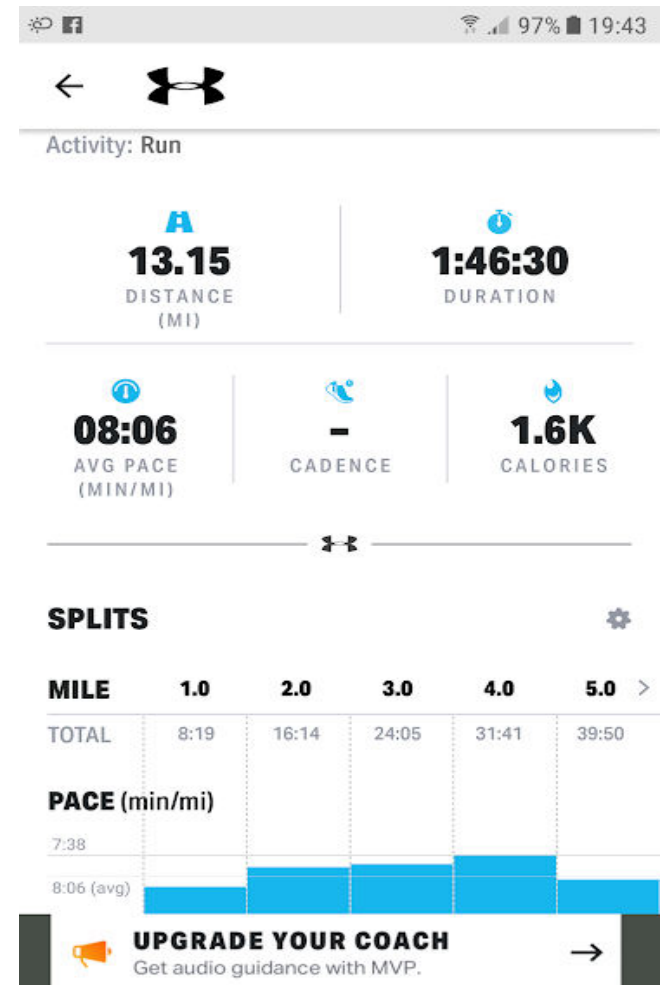 97% 19:43
Activity: Run
13.15 1:46:30
DISTANCE DURATION
(MI)
08:06 – 1.6K
AVG PACE CADENCE CALORIES
(MIN/MI)
SPLITS
MILE 1.0 2.0 3.0 4.0 5.0 >
TOTAL 8:19 16:14 24:05 31:41 39:50
PACE (min/mi)
7:38
8:06 (avg)
UPGRADE YOUR COACH
Get audio guidance with MVP.